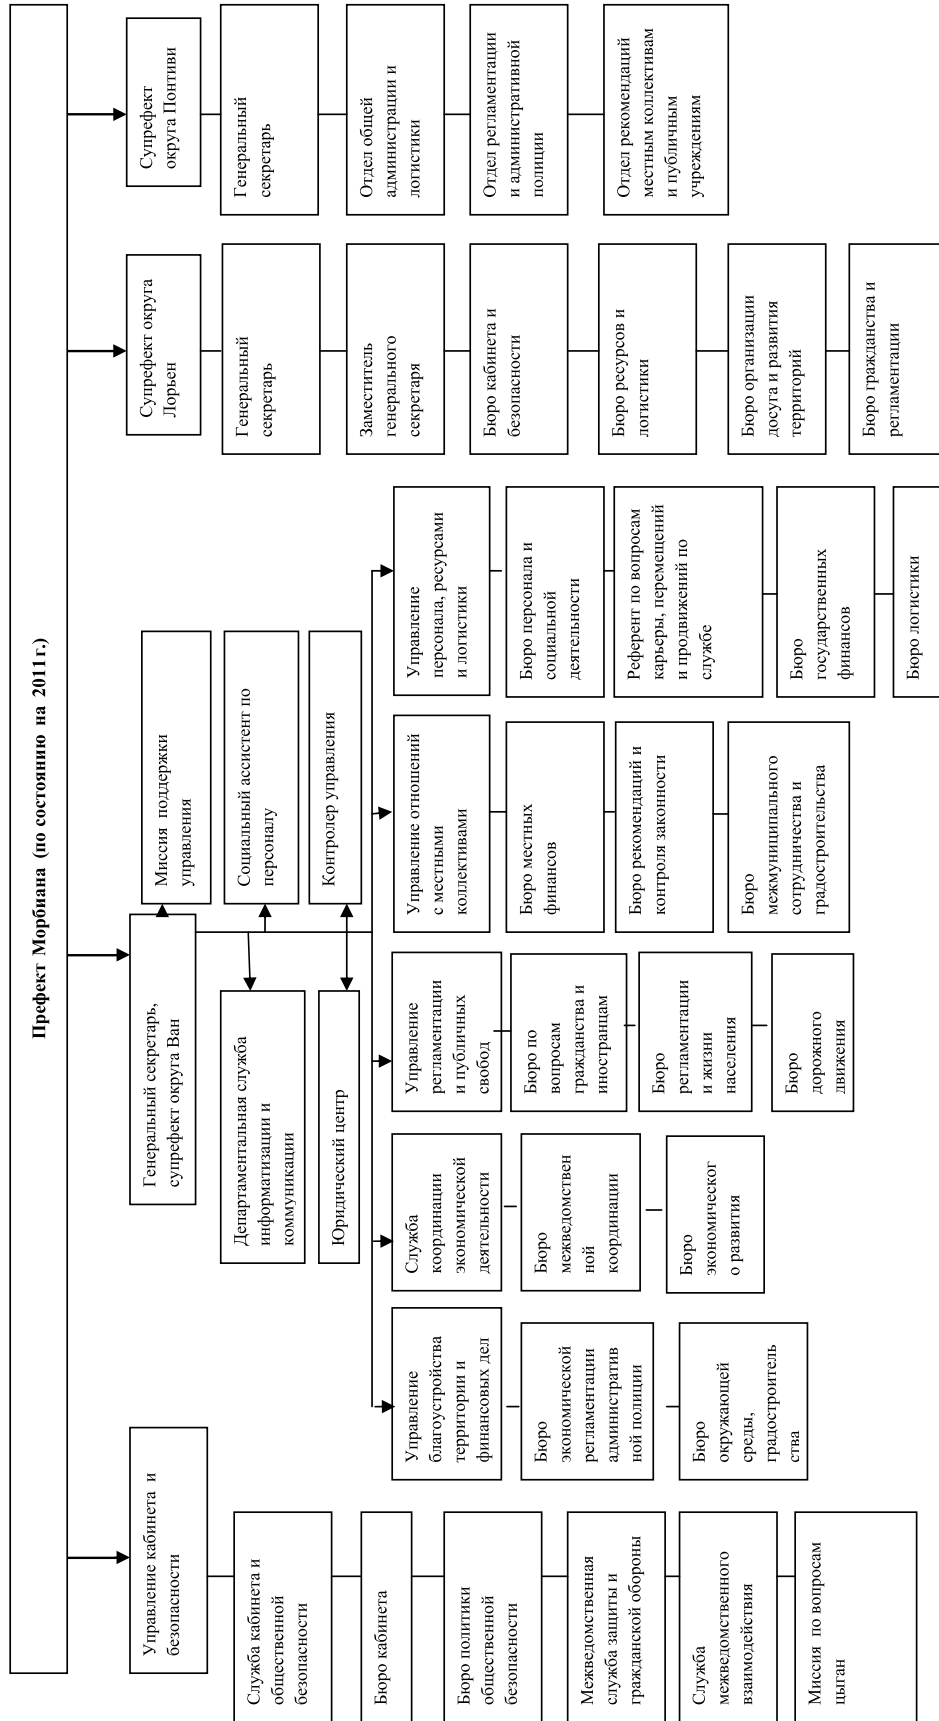 Префект Морбиана (по состоянию на 2011г.)
Управление кабинета и
безопасности
Служба кабинета и
общественной
безопасности
Бюро кабинета
Бюро политики
общественной
безопасности
Межведомственная
служба защиты и
гражданской обороны
Служба
межведомственного
взаимодействия
Миссия по вопросам
цыган
Генеральный секретарь,
супрефект округа Ван
Миссия поддержки
управления
Социальный ассистент по
персоналу
Контролер управления
Департаментальная служба
информатизации и
коммуникации
Юридический центр
Управление
благоустройства
территории и
финансовых дел
Бюро
экономической
регламентации
административ
ной полиции
Бюро
окружающей
среды,
градостроитель
ства
Служба
координации
экономической
деятельности
Бюро
межведомствен
ной
координации
Бюро
экономическог
о развития
Управление
регламентации
и публичных
свобод
Бюро по
вопросам
гражданства и
иностранцам
Бюро
регламентации
и жизни
населения
Бюро
дорожного
движения
Управление отношений
с местными
коллективами
Бюро местных
финансов
Бюро рекомендаций и
контроля законности
Бюро
межмуниципального
сотрудничества и
градостроительства
Управление
персонала, ресурсами
и логистики
Бюро персонала и
социальной
деятельности
Референт по вопросам
карьеры, перемещений
и продвижений по
службе
Бюро
государственных
финансов
Бюро логистики
Супрефект округа
Лорьен
Генеральный
секретарь
Заместитель
генерального
секретаря
Бюро кабинета и
безопасности
Бюро ресурсов и
логистики
Бюро организации
досуга и развития
территорий
Бюро гражданства и
регламентации
Супрефект
округа Понтиви
Генеральный
секретарь
Отдел общей
администрации и
логистики
Отдел регламентации
и административной
полиции
Отдел рекомендаций
местным коллективам
и публичным
учреждениям